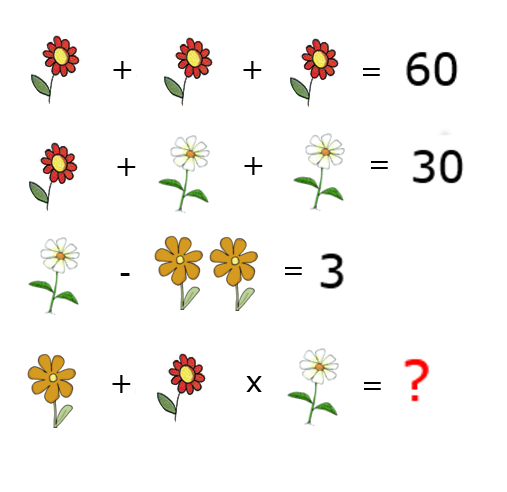 + + = 60
+ + = 30
- = 3
+ x = ?